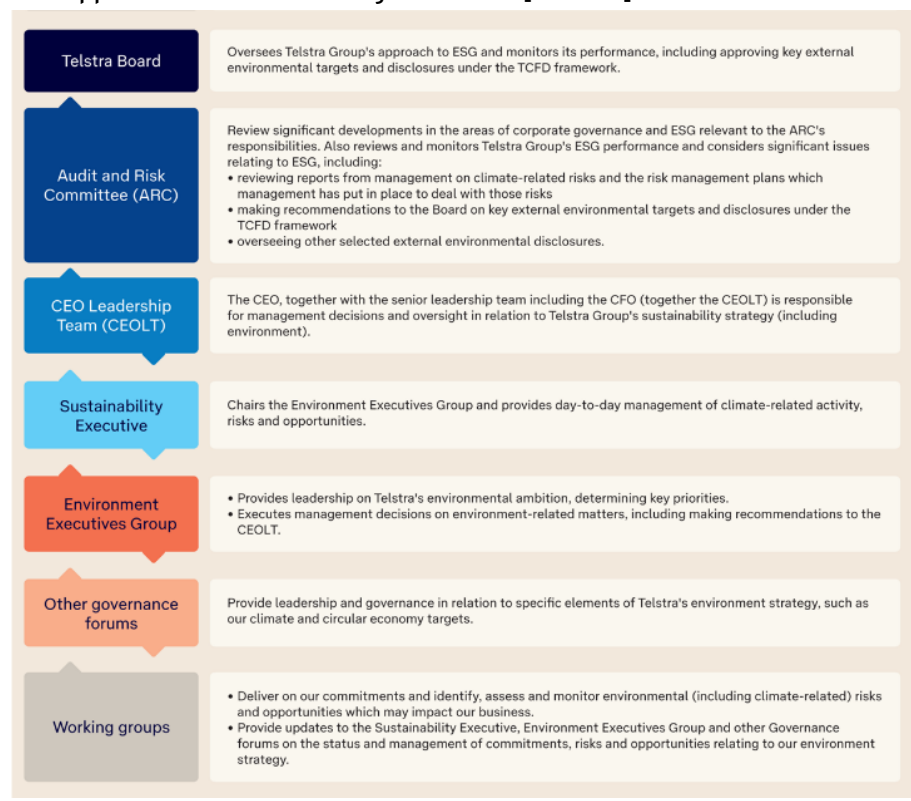 Telstra Board
Oversees Telstra Group's approach to ESG and monitors its performance, including approving key external
environmental targets and disclosures under the TCFD framework.
Audit and Risk
Committee (ARC)
Review significant developments in the areas of corporate governance and ESG relevant to the ARC's
responsibilities. Also reviews and monitors Telstra Group's ESG performance and considers significant issues
relating to ESG, including:
• reviewing reports from management on climate-related risks and the risk management plans which
management has put in place to deal with those risks
• making recommendations to the Board on key external environmental targets and disclosures under the
TCFD framework
• overseeing other selected external environmental disclosures.
CEO Leadership
Team (CEOLT)
The CEO, together with the senior leadership team including the CFO (together the CEOLT) is responsible
for management decisions and oversight in relation to Telstra Group's sustainability strategy (including
environment).
Sustainability
Executive
Chairs the Environment Executives Group and provides day-to-day management of climate-related activity,
risks and opportunities.
Environment
Executives Group
• Provides leadership on Telstra's environmental ambition, determining key priorities.
• Executes management decisions on environment-related matters, including making recommendations to the
CEOLT.
Other governance
forums
Provide leadership and governance in relation to specific elements of Telstra's environment strategy, such as
our climate and circular economy targets.
Working groups
• Deliver on our commitments and identify, assess and monitor environmental (including climate-related) risks
and opportunities which may impact our business.
• Provide updates to the Sustainability Executive, Environment Executives Group and other Governance
forums on the status and management of commitments, risks and opportunities relating to our environment
strategy.